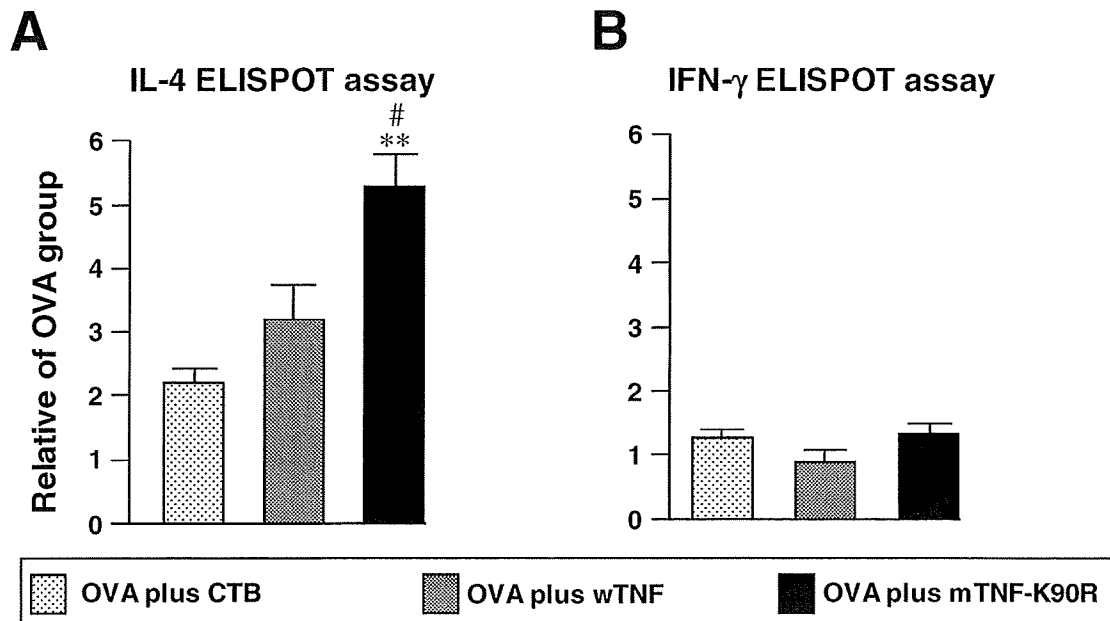 A
B
IL-4 ELISPOT assay
IFN-γ ELISPOT assay
#
**
Relative of OVA group
6
5
4
3
2
1
0
6
5
4
3
2
1
0
OVA plus CTB
OVA plus wTNF
OVA plus mTNF-K90R